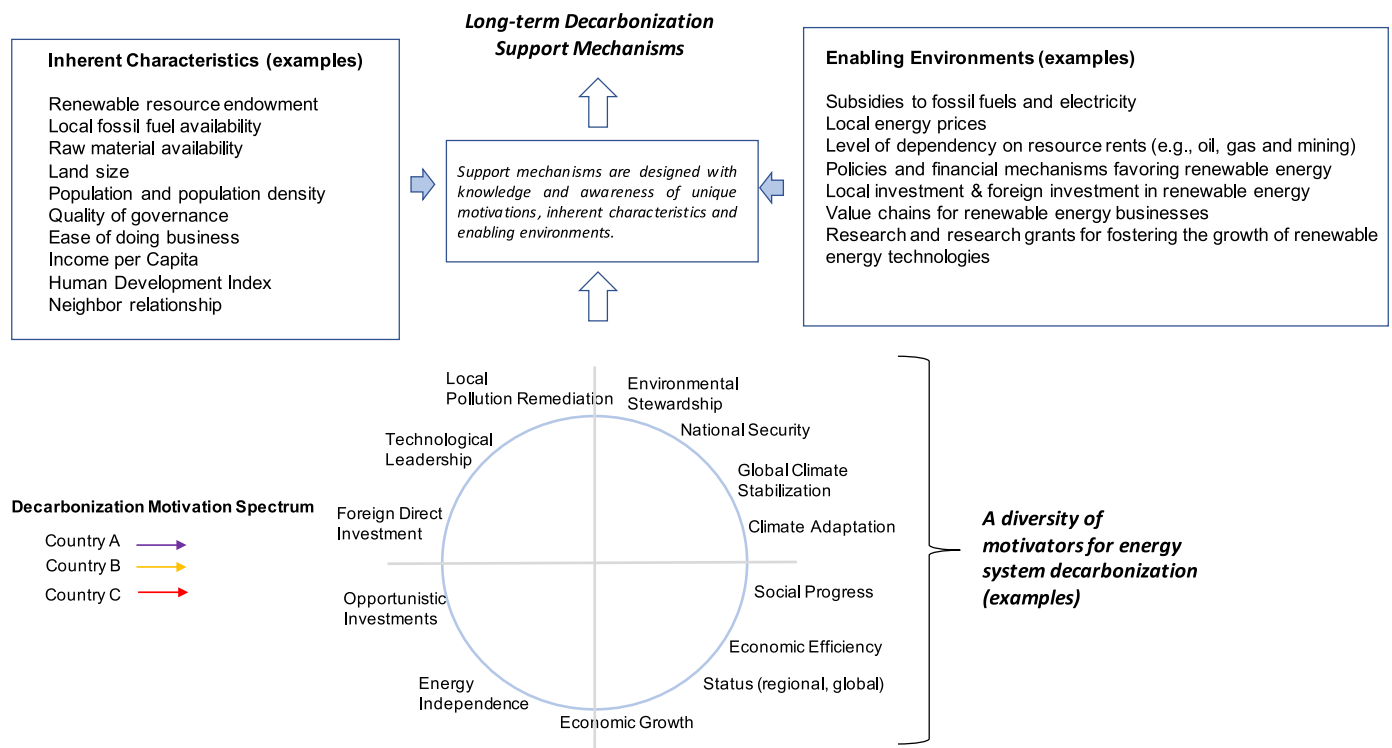 Long-term Decarbonization
Support Mechanisms
Inherent Characteristics (examples)
Renewable resource endowment
Local fossil fuel availability
Raw material availability
Land size
Population and population density
Quality of governance
Ease of doing business
Income per Capita
Human Development Index
Neighbor relationship
Support mechanisms are designed with
knowledge and awareness of unique
motivations, inherent characteristics and
enabling environments.
Enabling Environments (examples)
Subsidies to fossil fuels and electricity
Local energy prices
Level of dependency on resource rents (e.g., oil, gas and mining)
Policies and financial mechanisms favoring renewable energy
Local investment & foreign investment in renewable energy
Value chains for renewable energy businesses
Research and research grants for fostering the growth of renewable
energy technologies
Local
Pollution Remediation
Environmental
Stewardship
Technological
Leadership
National Security
Global Climate
Stabilization
Decarbonization Motivation Spectrum
Country A
Country B
Country C
Foreign Direct
Investment
Climate Adaptation
Opportunistic
Investments
Social Progress
Economic Efficiency
Energy
Independence
Status (regional, global)
Economic Growth
A diversity of
motivators for energy
system decarbonization
(examples)